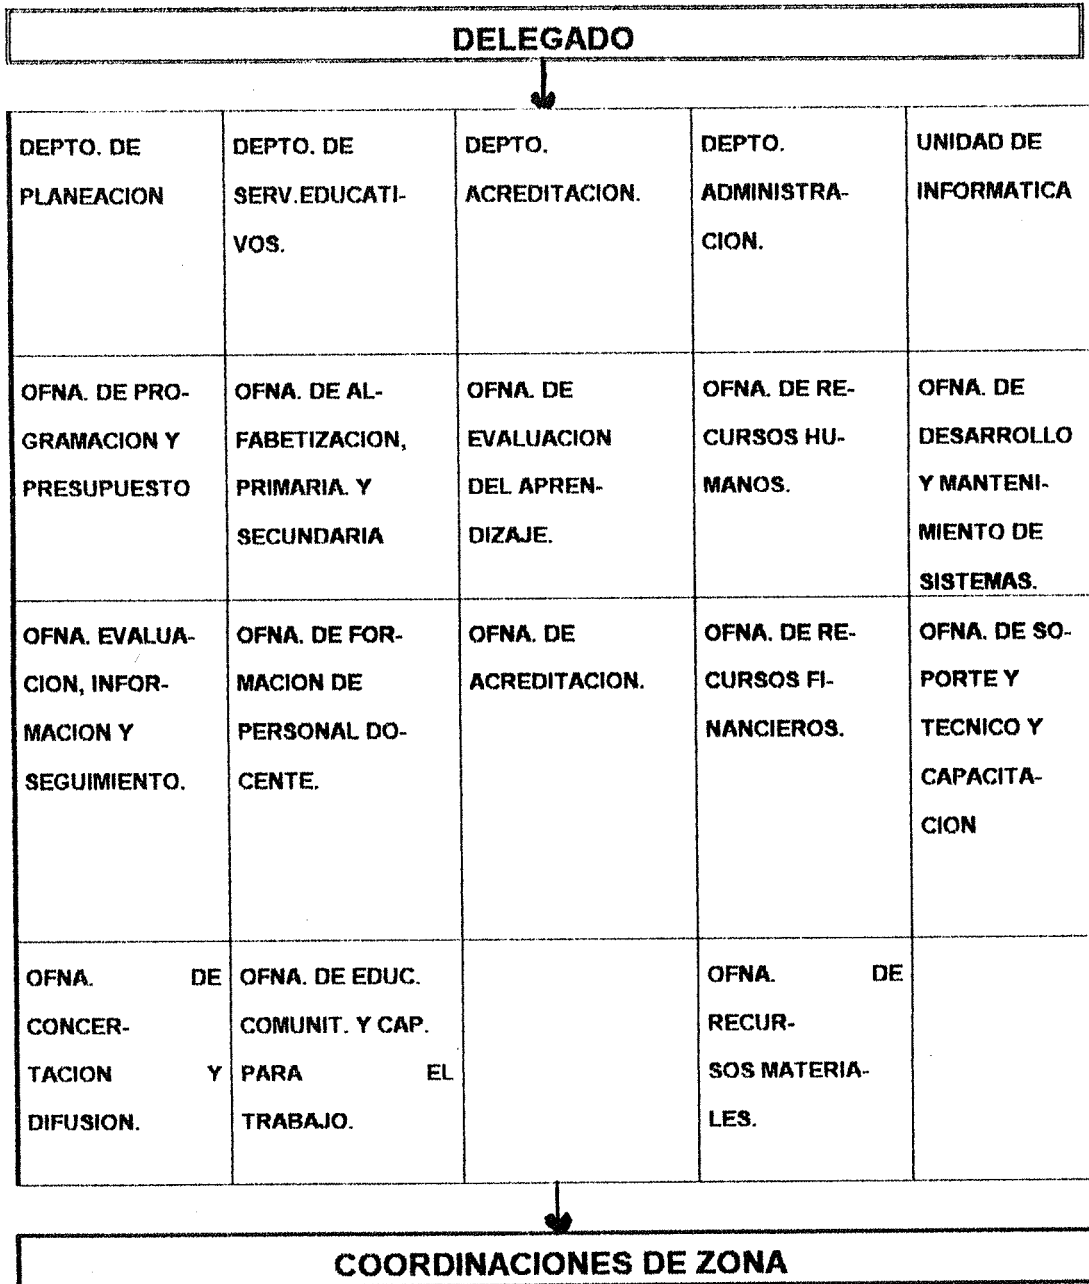 DELEGADO
DEPTO. DE
PLANEACION
DEPTO. DE
SERV.EDUCATI-
VOS.
DEPTO.
ACREDITACION.
DEPTO.
ADMINISTRA-
CION.
UNIDAD DE
INFORMATICA
OFNA. DE PRO-
GRAMACION Y
PRESUPUESTO
OFNA. DE AL-
FABETIZACION,
PRIMARIA. Y
SECUNDARIA
OFNA. DE
EVALUACION
DEL APREN-
DIZAJE.
OFNA. DE RE-
CURSOS HU-
MANOS.
OFNA. DE
DESARROLLO
Y MANTENI-
MIENTO DE
SISTEMAS.
OFNA. EVALUA-
CION, INFOR-
MACION Y
SEGUIMIENTO.
OFNA. DE FOR-
MACION DE
PERSONAL DO-
CENTE.
OFNA. DE
ACREDITACION.
OFNA. DE RE-
CURSOS FI-
NANCIEROS.
OFNA. DE SO-
PORTE Y
TECNICO Y
CAPACITA-
CION
OFNA. DE
CONCER-
TACION Y
DIFUSION.
OFNA. DE EDUC.
COMUNIT. Y CAP.
PARA EL
TRABAJO.
OFNA. DE
RECUR-
SOS MATERIA-
LES.
COORDINACIONES DE ZONA